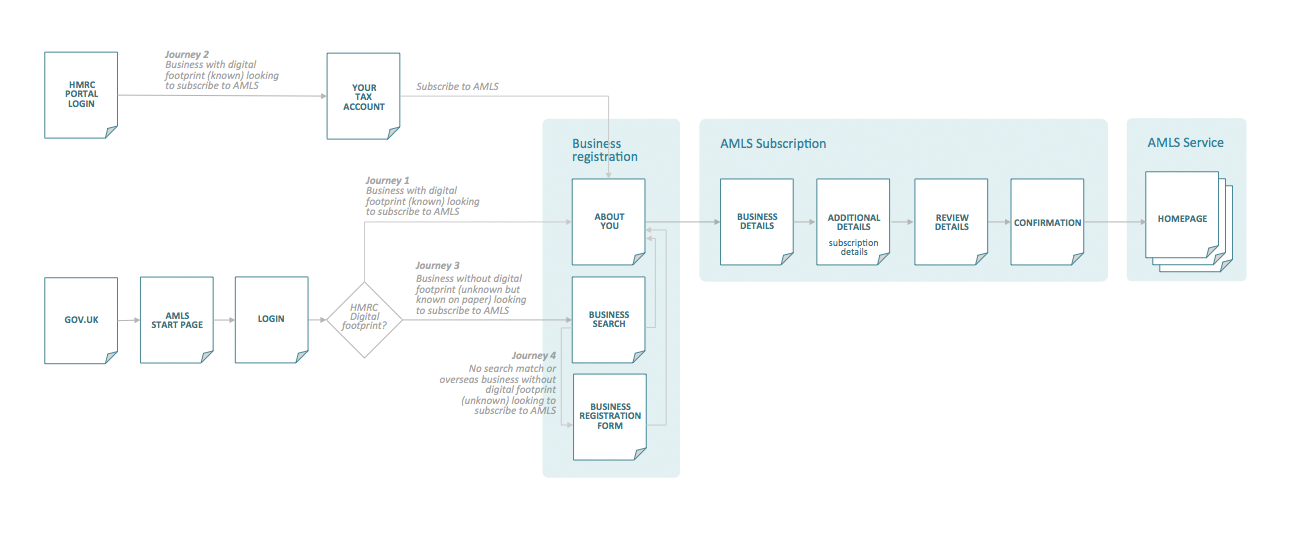 Journey 2
Business with digital
footprint (known) looking
to subscribe to AMLS
HMRC
PORTAL
LOGIN
YOUR
TAX
ACCOUNT
Subscribe to AMLS
Business
registration
AMLS Subscription
AMLS Service
Journey 1
Business with digital
footprint (known) looking
to subscribe to AMLS
ABOUT
YOU
BUSINESS
DETAILS
ADDITIONAL
DETAILS
subscription
details
REVIEW
DETAILS
CONFIRMATION
HOMEPAGE
Journey 3
Business without digital
footprint (unknown but
known on paper) looking
to subscribe to AMLS
GOV.UK
AMLS
START PAGE
LOGIN
HMRC
Digital
footprint?
BUSINESS
SEARCH
Journey 4
No search match or
overseas business without
digital footprint
(unknown) looking to
subscribe to AMLS
BUSINESS
REGISTRATION
FORM